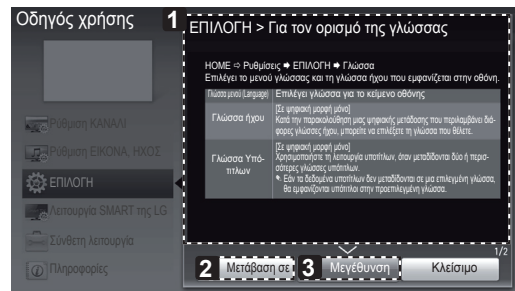 Οδηγός χρήσης
1
ΕΠΙΛΟΓΗ > Για τον ορισμό της γλώσσας
HOME ⇨ Ρυθμίσεις ➡ ΕΠΙΛΟΓΗ ➡ Γλώσσα
Επιλέγει το μενού γλώσσας και τη γλώσσα ήχου που εμφανίζεται στην οθόνη.
Γλώσσα μενού (Language) Επιλέγει γλώσσα για το κείμενο οθόνης
Γλώσσα ήχου
[Σε ψηφιακή μορφή μόνο]
Κατά την παρακολούθηση μιας ψηφιακής μετάδοσης που περιλαμβάνει διά-
φορες γλώσσες ήχου, μπορείτε να επιλέξετε τη γλώσσα που θέλετε.
Γλώσσα Υπό-
τιτλων
[Σε ψηφιακή μορφή μόνο]
Χρησιμοποιήστε τη λειτουργία υποτίτλων, όταν μεταδίδονται δύο ή περισ-
σότερες γλώσσες υπότιτλων.
Εάν τα δεδομένα υποτίτλων δεν μεταδίδονται σε μια επιλεγμένη γλώσσα,
θα εμφανίζονται υπότιτλοι στην προεπιλεγμένη γλώσσα.
Ρύθμιση ΚΑΝΑΛΙ
Ρύθμιση ΕΙΚΟΝΑ, ΗΧΟΣ
ΕΠΙΛΟΓΗ
Λειτουργία SMART της LG
Σύνθετη λειτουργία
Πληροφορίες
1/2
2 Μετάβαση σε
3 Μεγέθυνση
Κλείσιμο